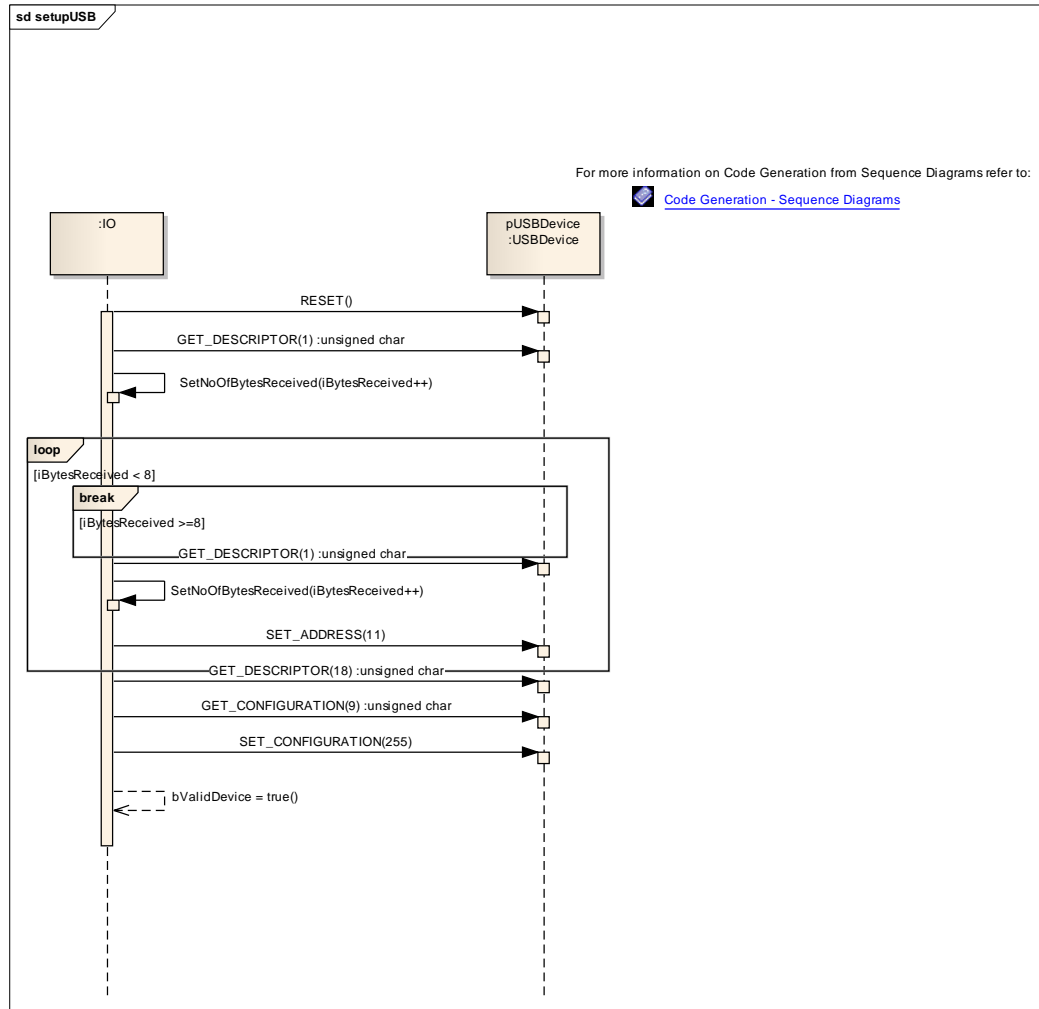 sd setupUSB
For more information on Code Generation from Sequence Diagrams refer to:
Code Generation - Sequence Diagrams
:IO
pUSBDevice
:USBDevice
RESET()
GET_DESCRIPTOR(1) :unsigned char
SetNoOfBytesReceived(iBytesReceived++)
loop
[iBytesReceived < 8]
break
[iBytesReceived >=8]
GET_DESCRIPTOR(1) :unsigned char
SetNoOfBytesReceived(iBytesReceived++)
SET_ADDRESS(11)
GET_DESCRIPTOR(18) :unsigned char
GET_CONFIGURATION(9) :unsigned char
SET_CONFIGURATION(255)
bValidDevice = true()